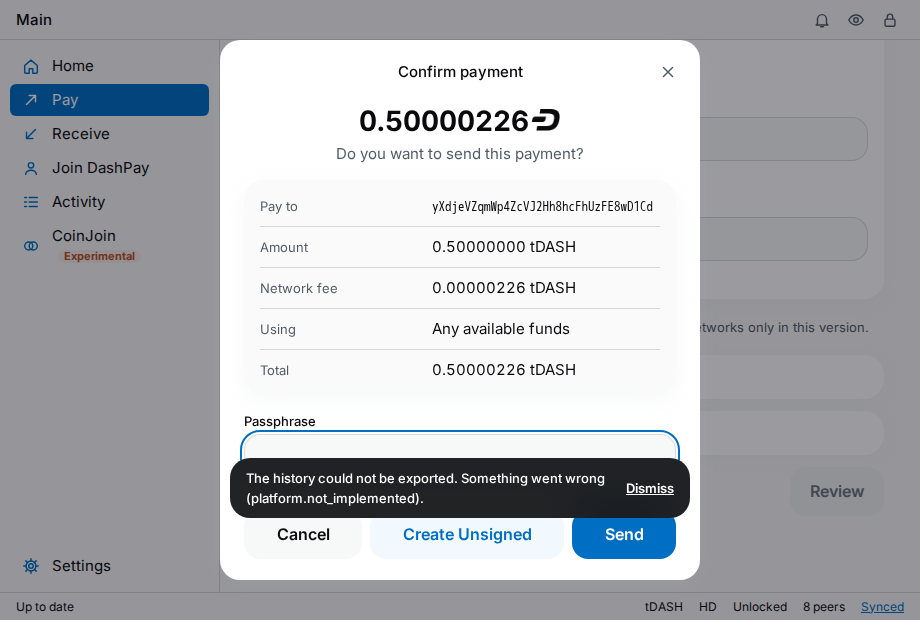 Main
Home
Pay
Receive
Join DashPay
Activity
CoinJoin
Experimental
Settings
Confirm payment
0.50000226
Do you want to send this payment?
Pay to yXdjeVZqmWp4ZcVJ2Hh8hcFhUzFE8wD1Cd
Amount 0.50000000 tDASH
Network fee 0.00000226 tDASH
Using Any available funds
Total 0.50000226 tDASH
Passphrase
The history could not be exported. Something went wrong
(platform.not_implemented).
Dismiss
Cancel
Create Unsigned
Send
etworks only in this version.
Review
Up to date
tDASH HD Unlocked 8 peers Synced